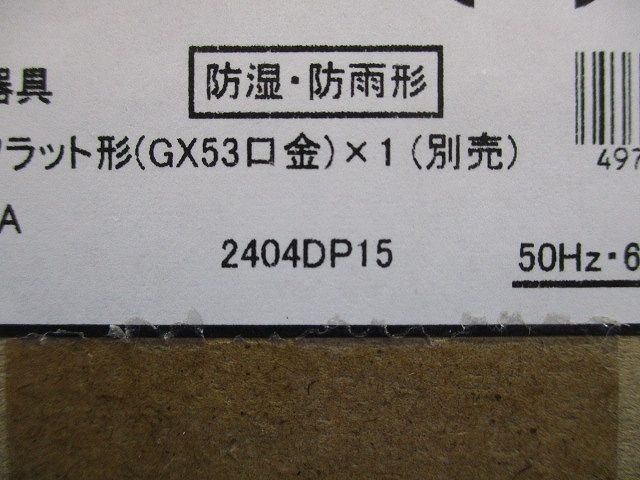 防湿・防雨形
器具
フラット形(GX53口金)×1(別売)
497
A
2404DP15
50Hz・6